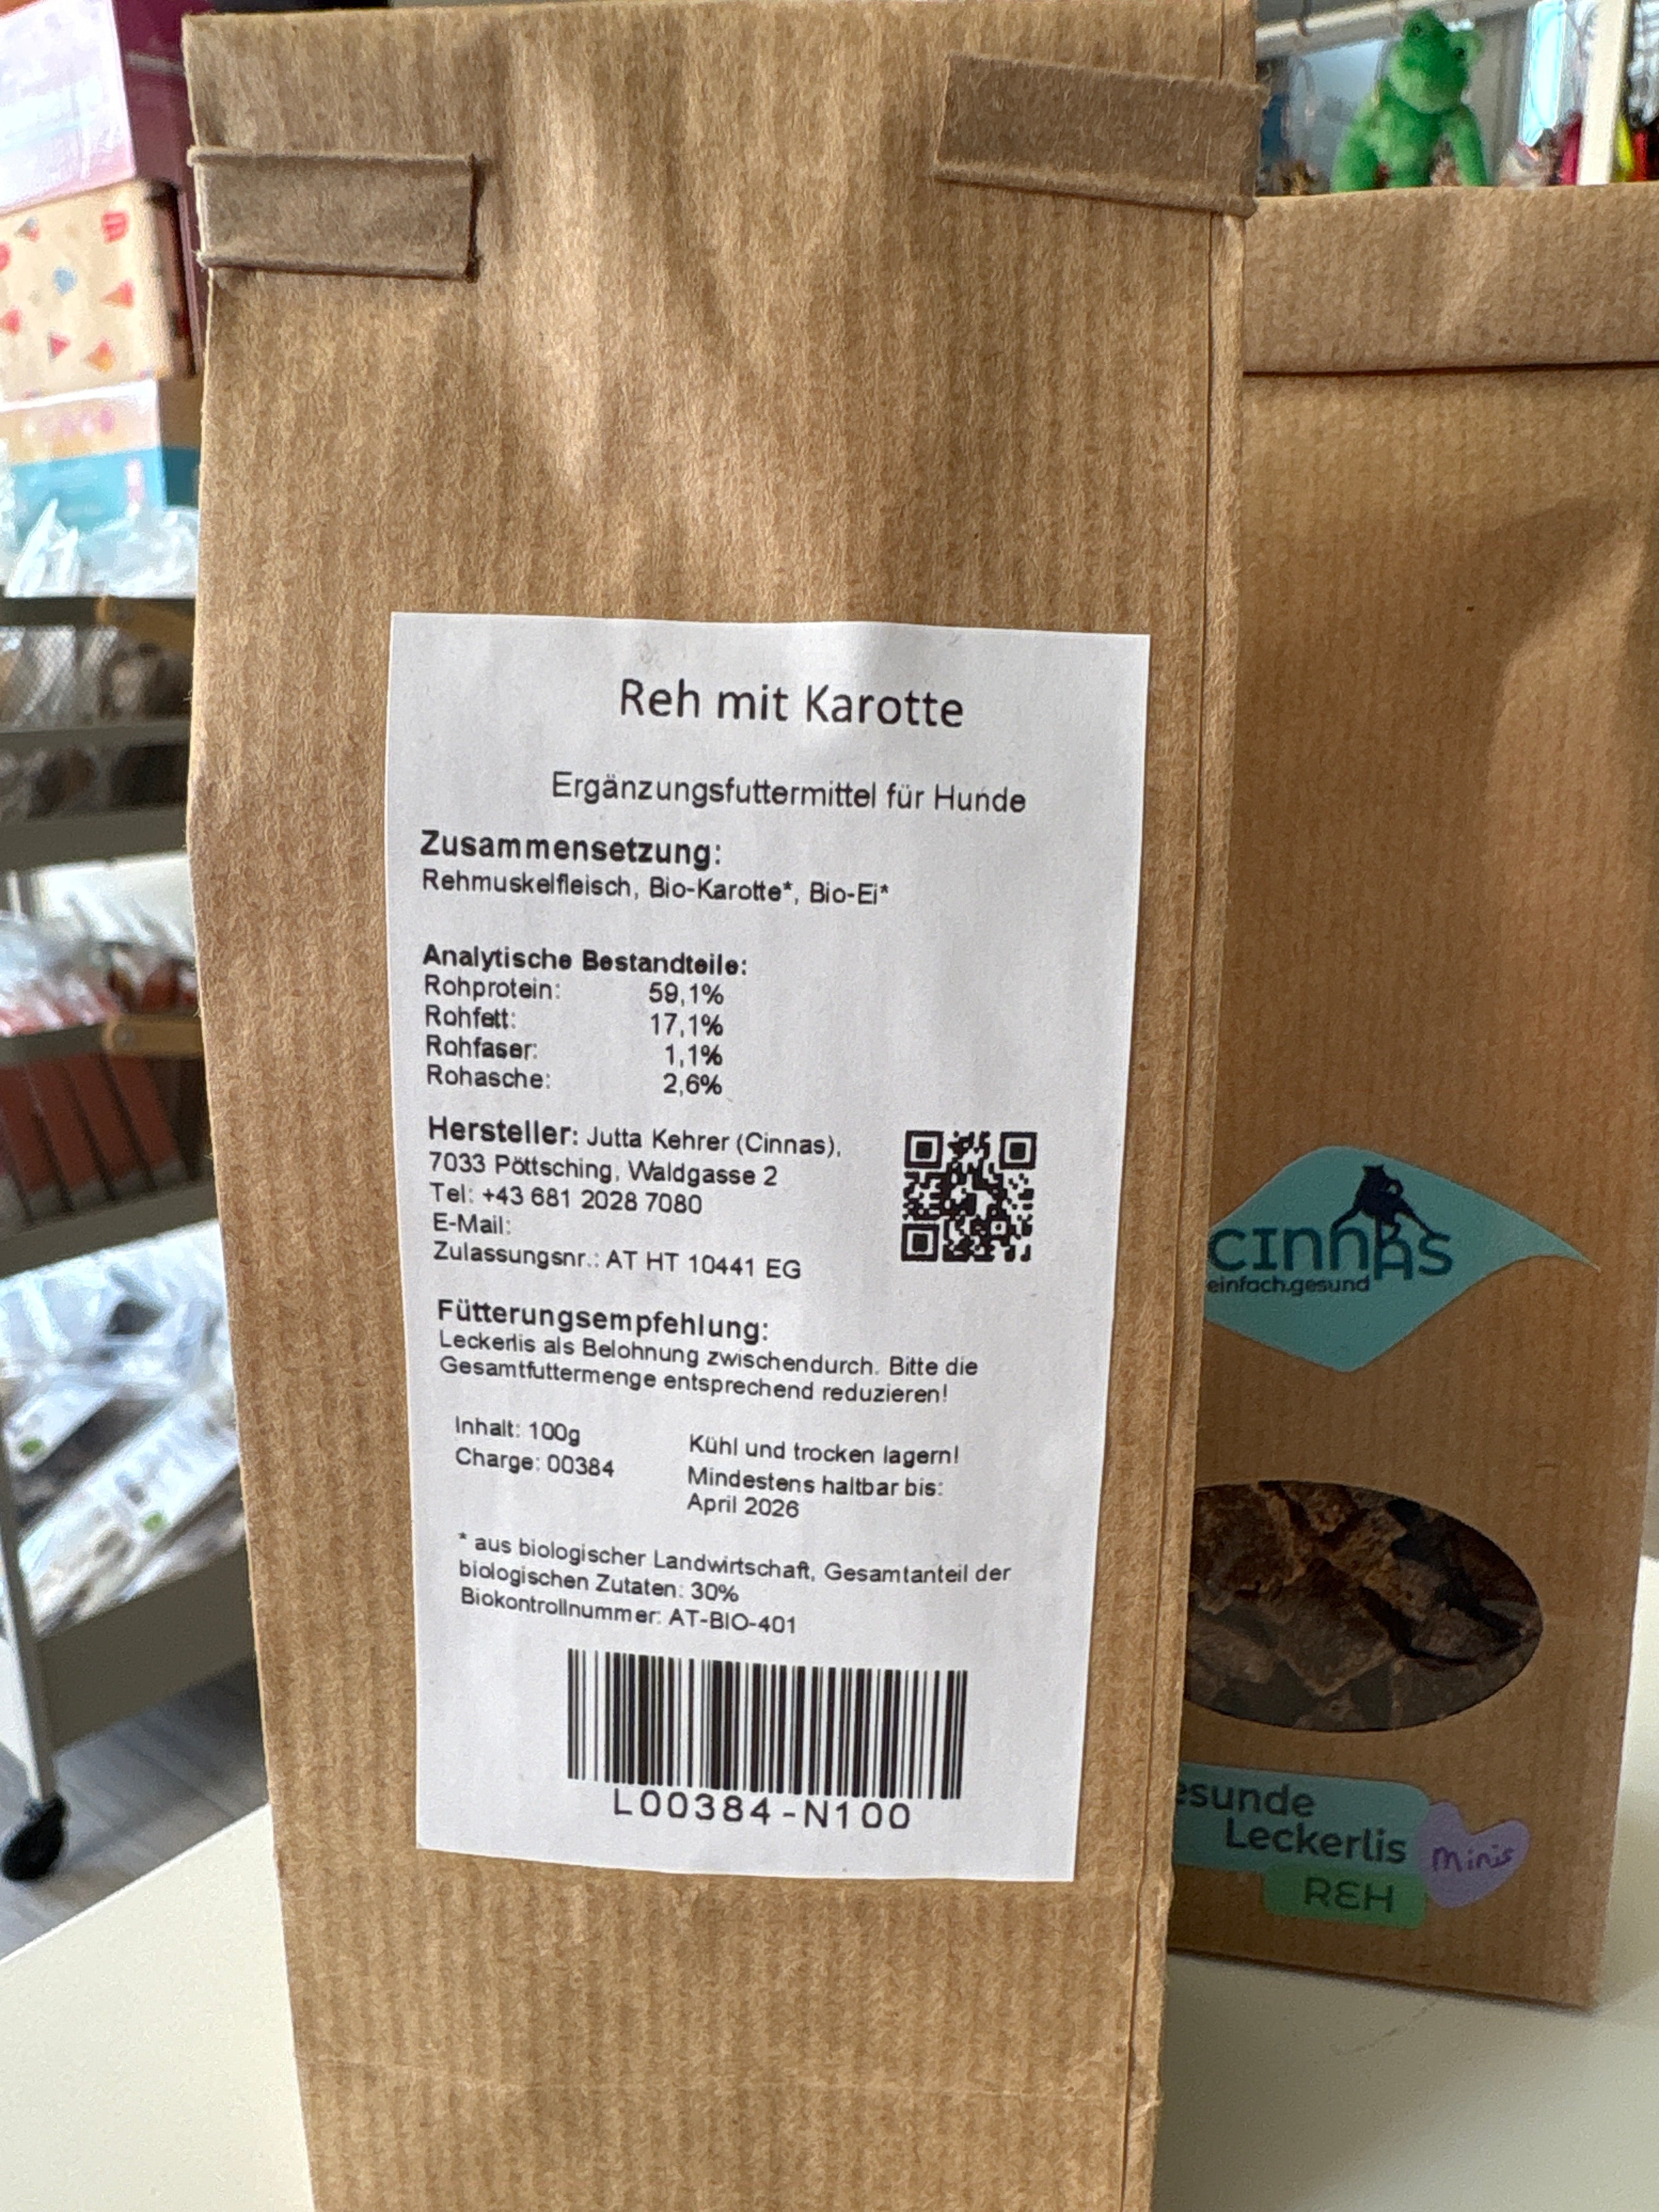 Reh mit Karotte
Ergänzungsfuttermittel für Hunde
Zusammensetzung:
Rehmuskelfleisch, Bio-Karotte*, Bio-Ei*
Analytische Bestandteile:
Rohprotein: 59,1%
Rohfett: 17,1%
Rohfaser: 1,1%
Rohasche: 2,6%
Hersteller: Jutta Kehrer (Cinnas),
7033 Pöttsching, Waldgasse 2
Tel: +43 681 2028 7080
E-Mail:
Zulassungsnr.: AT HT 10441 EG
Fütterungsempfehlung:
Leckerlis als Belohnung zwischendurch. Bitte die
Gesamtfuttermenge entsprechend reduzieren!
Inhalt: 100g
Charge: 00384
Kühl und trocken lagern!
Mindestens haltbar bis:
April 2026
* aus biologischer Landwirtschaft, Gesamtanteil der
biologischen Zutaten: 30%
Biokontrollnummer: AT-BIO-401
L00384-N100
cinnas
einfach.gesund
esunde
Leckerlis
minis
REH